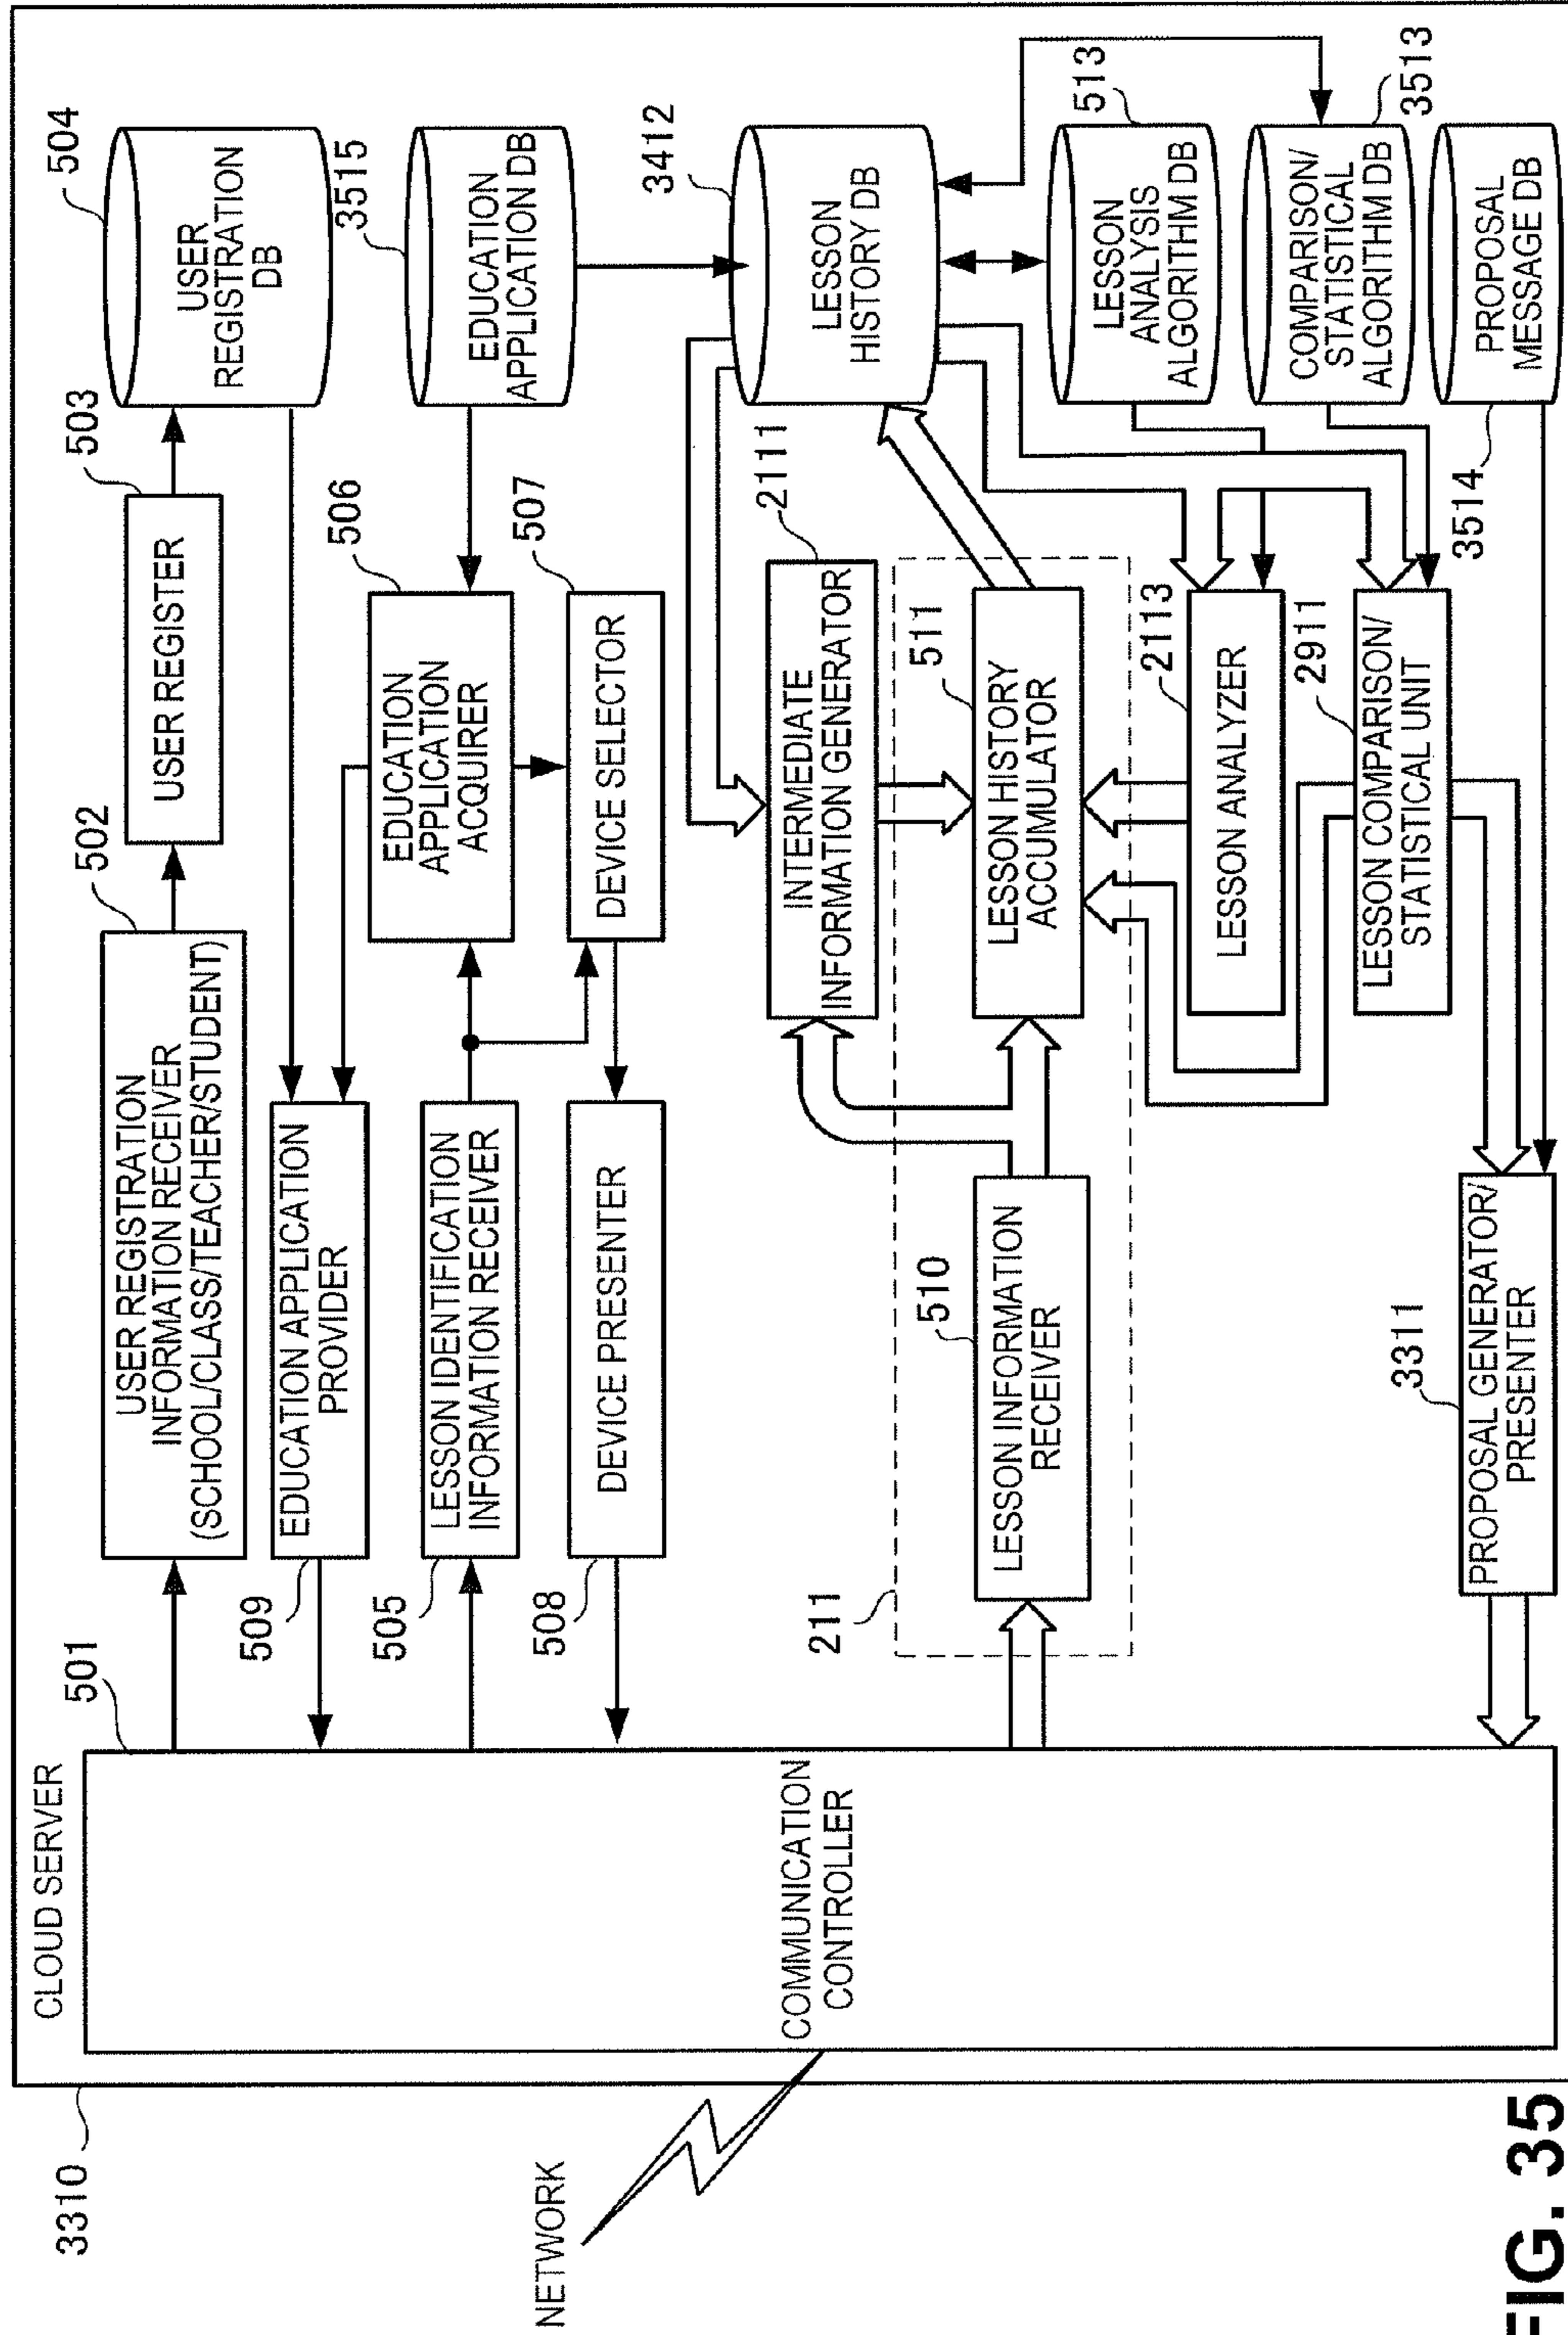 3310
CLOUD SERVER
501
NETWORK
COMMUNICATION
CONTROLLER
502
USER REGISTRATION
INFORMATION RECEIVER
(SCHOOL/CLASS/TEACHER/STUDENT)
503
USER REGISTER
504
USER
REGISTRATION
DB
509
EDUCATION APPLICATION
PROVIDER
505
LESSON IDENTIFICATION
INFORMATION RECEIVER
506
EDUCATION
APPLICATION
ACQUIRER
3515
EDUCATION
APPLICATION DB
508
DEVICE PRESENTER
507
DEVICE SELECTOR
3412
LESSON
HISTORY DB
2111
INTERMEDIATE
INFORMATION GENERATOR
211
510
LESSON INFORMATION
RECEIVER
511
LESSON HISTORY
ACCUMULATOR
513
LESSON
ANALYSIS
ALGORITHM DB
2113
LESSON ANALYZER
3513
COMPARISON/
STATISTICAL
ALGORITHM DB
2911
LESSON COMPARISON/
STATISTICAL UNIT
3514
PROPOSAL
MESSAGE DB
3311
PROPOSAL GENERATOR/
PRESENTER
FIG. 35